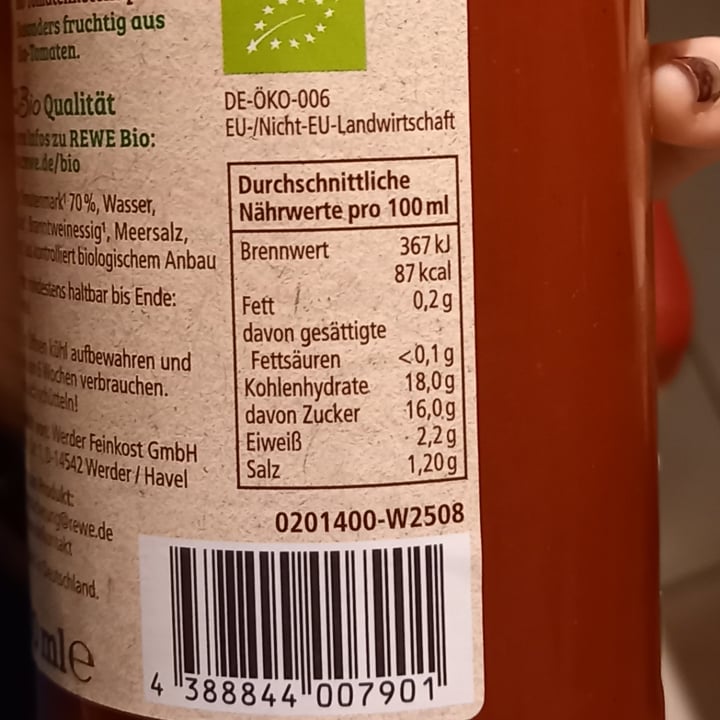 fruchtig aus
Tomaten.
Bio Qualität
Infos zu REWE Bio:
rewe.de/bio
70%, Wasser,
Branntweinessig¹, Meersalz,
kontrolliert biologischem Anbau
mindestens haltbar bis Ende:
kühl aufbewahren und
Wochen verbrauchen.
Werder Feinkost GmbH
D-14542 Werder / Havel
@rewe.de
Deutschland.
ml e
DE-ÖKO-006
EU-/Nicht-EU-Landwirtschaft
Durchschnittliche
Nährwerte pro 100 ml
Brennwert 367 kJ
87 kcal
Fett 0,2 g
davon gesättigte
Fettsäuren <0,1 g
Kohlenhydrate 18,0 g
davon Zucker 16,0 g
Eiweiß 2,2 g
Salz 1,20 g
0201400-W2508
4 388844 007901